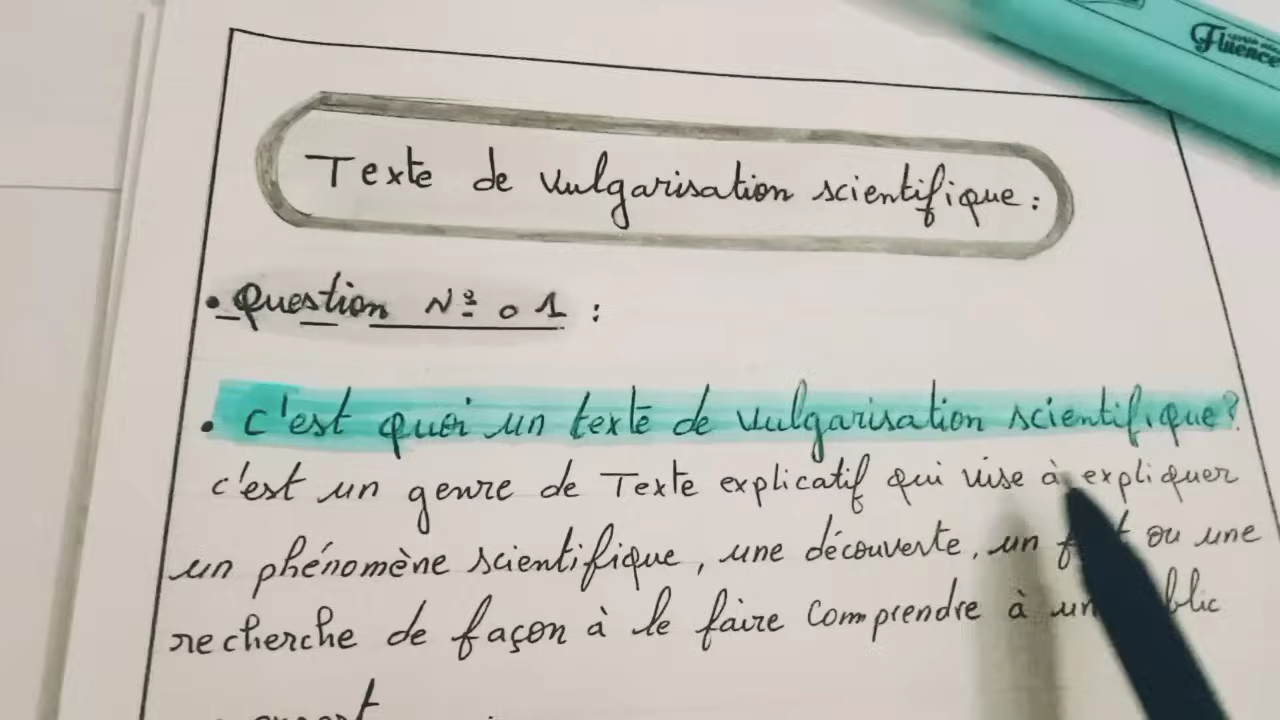 Fluence
Texte de vulgarisation scientifique :
• Question N° 01 :
• c'est quoi un texte de vulgarisation scientifique ?
c'est un genre de Texte explicatif qui vise à expliquer
un phénomène scientifique, une découverte, un ou une
recherche de façon à le faire comprendre à un